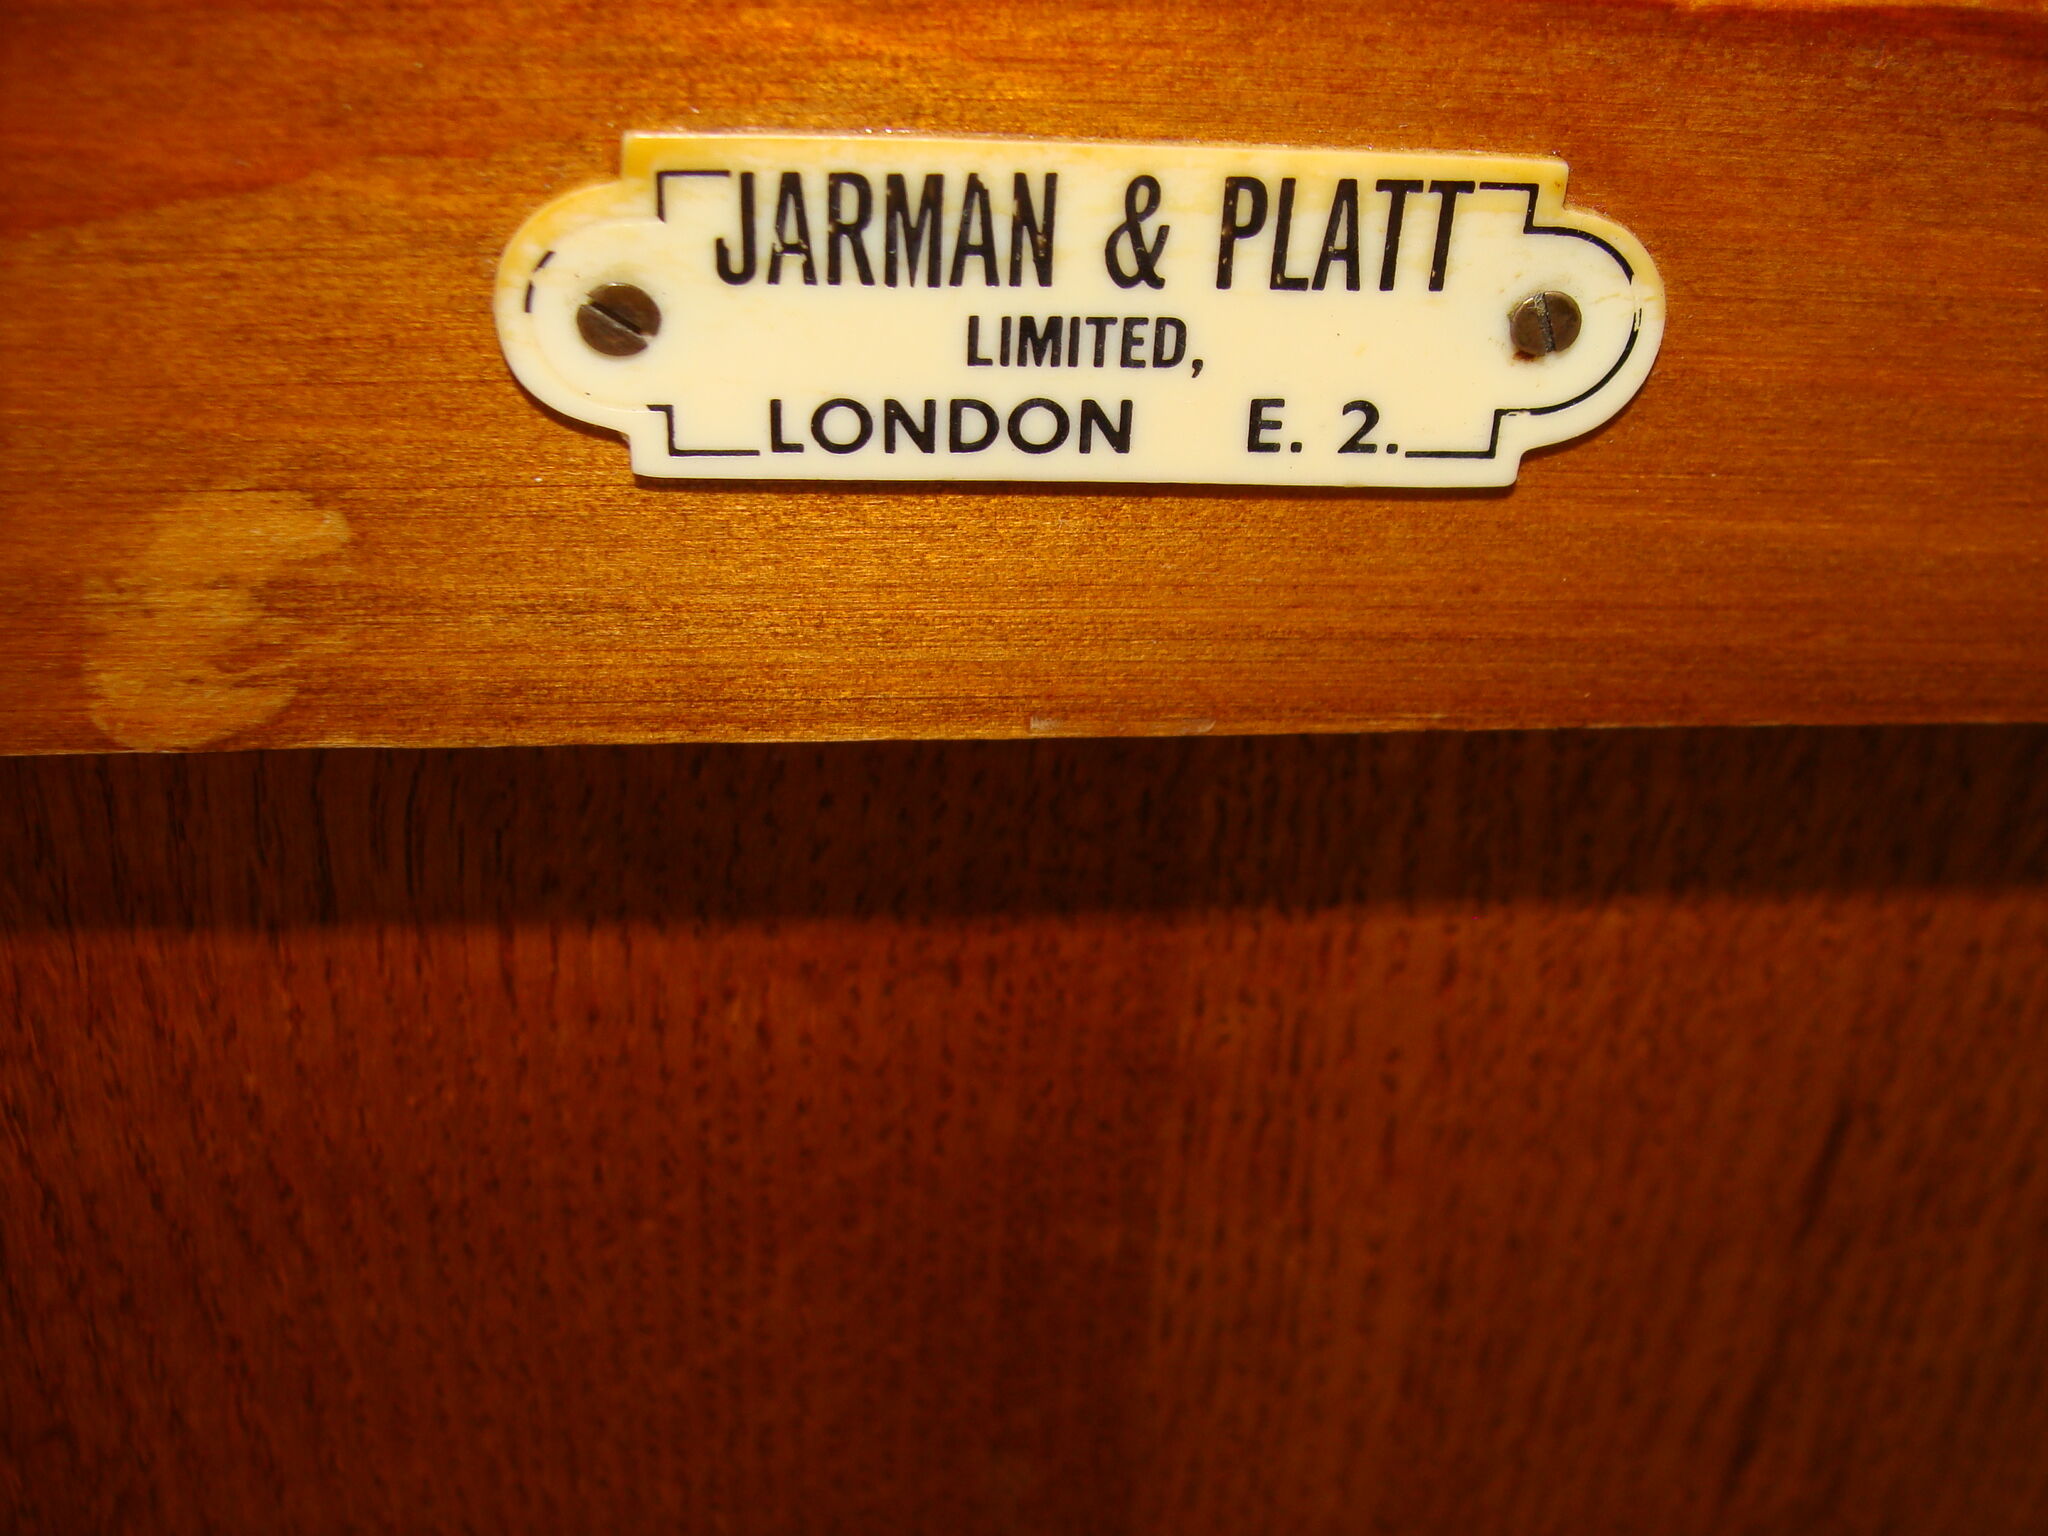 JARMAN & PLATT
LIMITED,
LONDON E. 2.